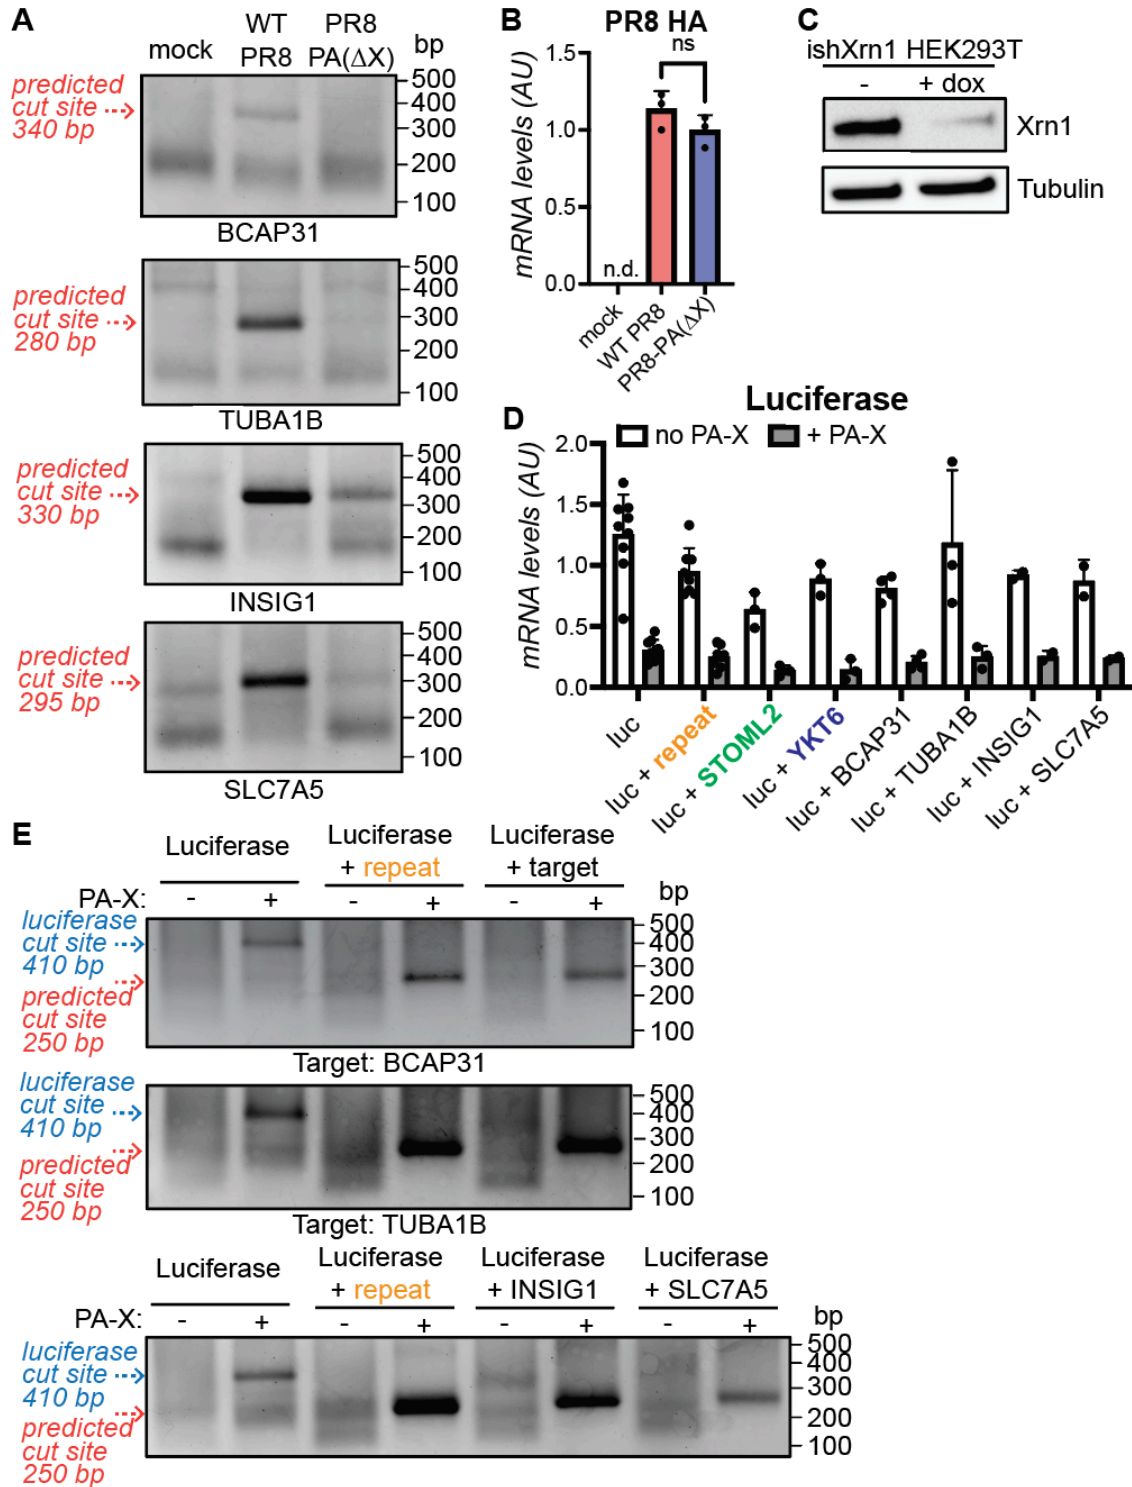 A
mock
WT
PR8
PR8
PA(ΔX)
bp
predicted
cut site
340 bp
500
400
300
200
100
BCAP31
predicted
cut site
280 bp
500
400
300
200
100
TUBA1B
predicted
cut site
330 bp
500
400
300
200
100
INSIG1
predicted
cut site
295 bp
500
400
300
200
100
SLC7A5
B
PR8 HA
ns
mRNA levels (AU)
1.5
1.0
0.5
0.0
n.d.
mock
WT PR8
PR8-PA(ΔX)
C
ishXrn1 HEK293T
- + dox
Xrn1
Tubulin
D
Luciferase
no PA-X
+ PA-X
mRNA levels (AU)
2.0
1.5
1.0
0.5
0.0
luc
luc + repeat
luc + STOML2
luc + YKT6
luc + BCAP31
luc + TUBA1B
luc + INSIG1
luc + SLC7A5
E
Luciferase
Luciferase
+ repeat
Luciferase
+ target
PA-X: - + - + - +
bp
luciferase
cut site
410 bp
predicted
cut site
250 bp
500
400
300
200
100
Target: BCAP31
luciferase
cut site
410 bp
predicted
cut site
250 bp
500
400
300
200
100
Target: TUBA1B
Luciferase
Luciferase
+ repeat
Luciferase
+ INSIG1
Luciferase
+ SLC7A5
PA-X: - + - + - + - +
bp
luciferase
cut site
410 bp
predicted
cut site
250 bp
500
400
300
200
100